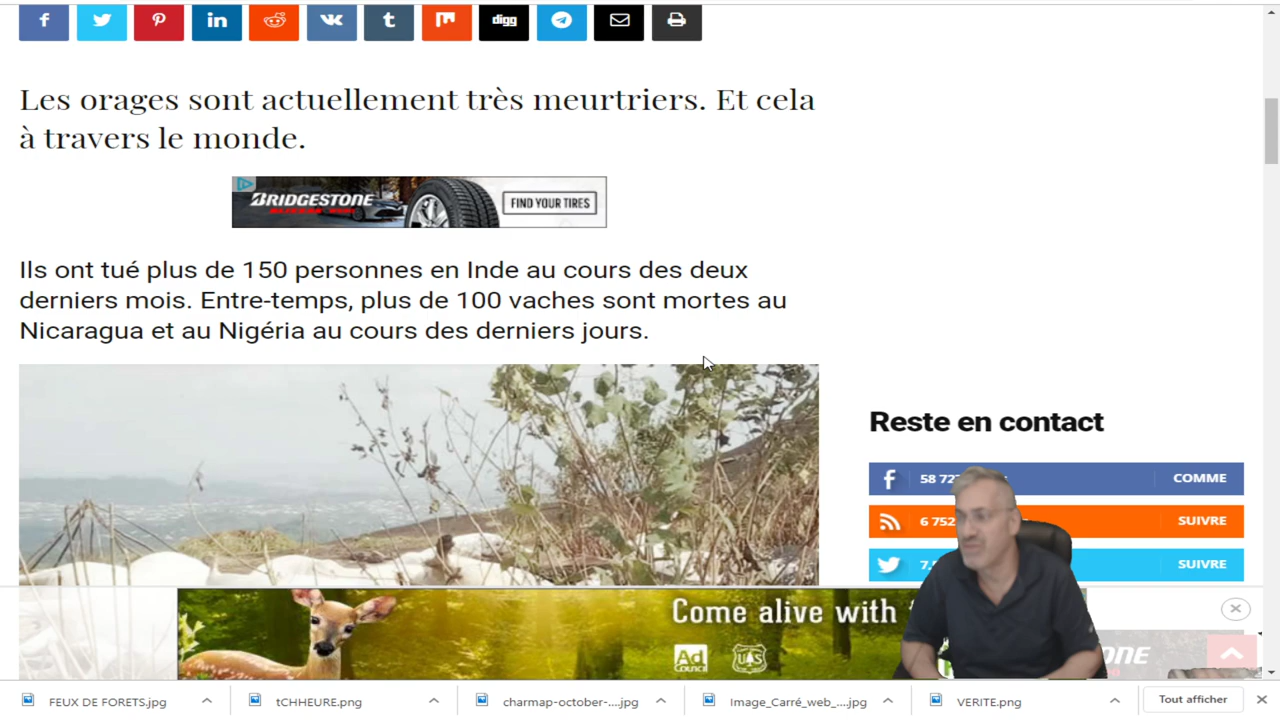 f
in
t
digg
Les orages sont actuellement très meurtriers. Et cela
à travers le monde.
BRIDGESTONE
FIND YOUR TIRES
Ils ont tué plus de 150 personnes en Inde au cours des deux
derniers mois. Entre-temps, plus de 100 vaches sont mortes au
Nicaragua et au Nigéria au cours des derniers jours.
Reste en contact
f 58 72 COMME
6 752 SUIVRE
7. SUIVRE
Come alive with
Ad
COUNCIL
U S
NE
FEUX DE FORETS.jpg
tCHHEURE.png
charmap-october-....jpg
Image_Carré_web_....jpg
VERITE.png
Tout afficher